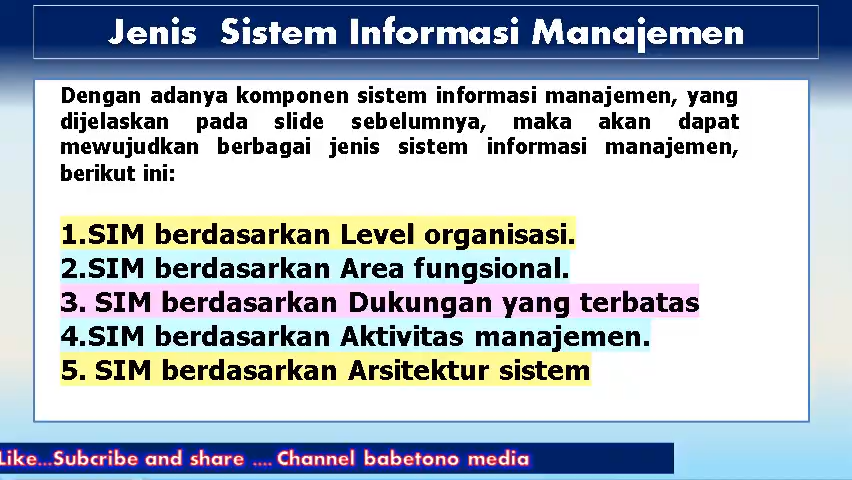 Jenis Sistem Informasi Manajemen
Dengan adanya komponen sistem informasi manajemen, yang
dijelaskan pada slide sebelumnya, maka akan dapat
mewujudkan berbagai jenis sistem informasi manajemen,
berikut ini:
1.SIM berdasarkan Level organisasi.
2.SIM berdasarkan Area fungsional.
3. SIM berdasarkan Dukungan yang terbatas
4.SIM berdasarkan Aktivitas manajemen.
5. SIM berdasarkan Arsitektur sistem
Like...Subcribe and share .... Channel babetono media